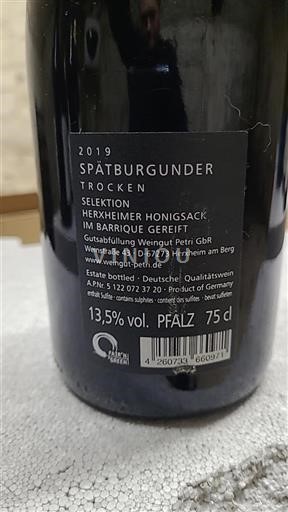 2019
SPÄTBURGUNDER
TROCKEN
SELEKTION
HERXHEIMER HONIGSACK
IM BARRIQUE GEREIFT
Gutsabfüllung Weingut Petri GbR
Weinstraße 43 | D-67273 Herxheim am Berg
www.weingut-petri.de
Estate bottled • Deutscher Qualitätswein
A.P.Nr. 5 122 072 37 20 • Product of Germany
enthält Sulfite • contains sulphites • contient des sulfites • bevat sulfieten
13,5% vol. PFALZ 75 cl
FAIR'N GREEN
4 260733 660971